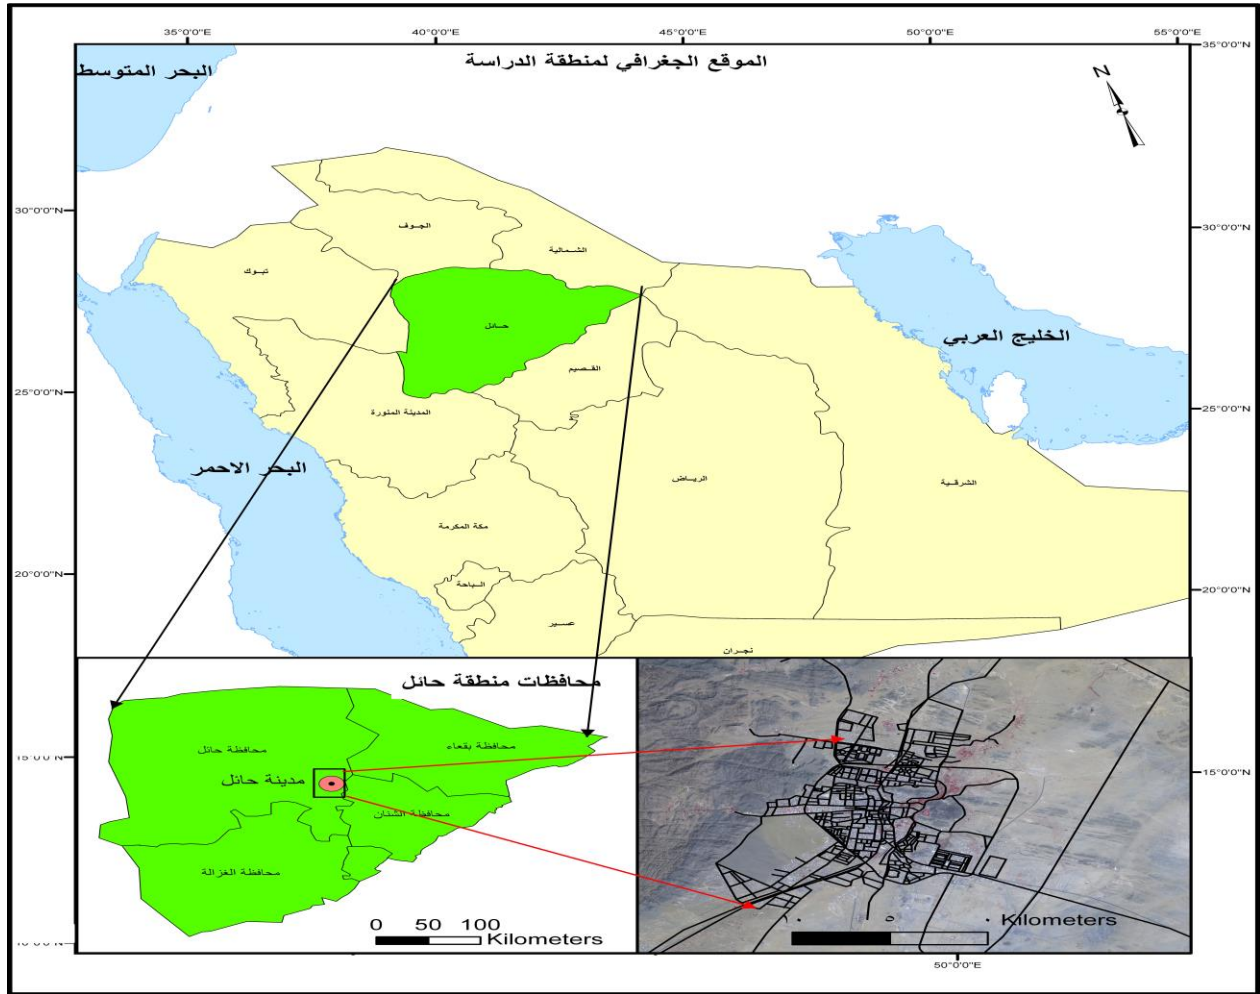 35°0'0"E 40°0'0"E 45°0'0"E 50°0'0"E 55°0'0"E
35°0'0"N
الموقع الجغرافي لمنطقة الدراسة
البحر المتوسط
N
30°0'0"N
30°0'0"N
الجوف
الشمالية
تبوك
حائل
الخليج العربي
القصيم
25°0'0"N
25°0'0"N
المدينة المنورة
البحر الاحمر
الرياض
الشرقية
مكة المكرمة
20°0'0"N
20°0'0"N
الباحة
عسير
نجران
محافظات منطقة حائل
محافظة حائل
محافظة بقعاء
15°0'0"N
15°0'0"N
مدينة حائل
محافظة الشنان
محافظة الغزالة
0 50 100
Kilometers
Kilometers
50°0'0"E